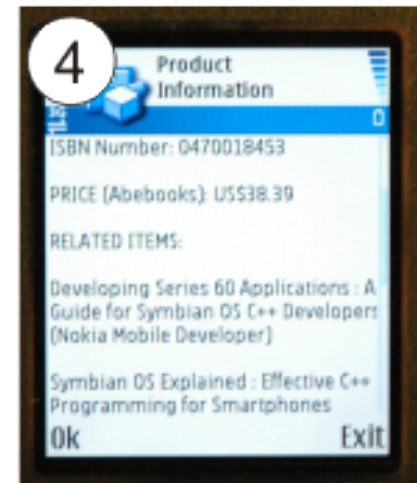 4
Product
Information
ISBN Number: 0470018453
PRICE (Abebooks): US$38.39
RELATED ITEMS:
Developing Series 60 Applications : A
Guide for Symbian OS C++ Developers
(Nokia Mobile Developer)
Symbian OS Explained : Effective C++
Programming for Smartphones
Ok
Exit